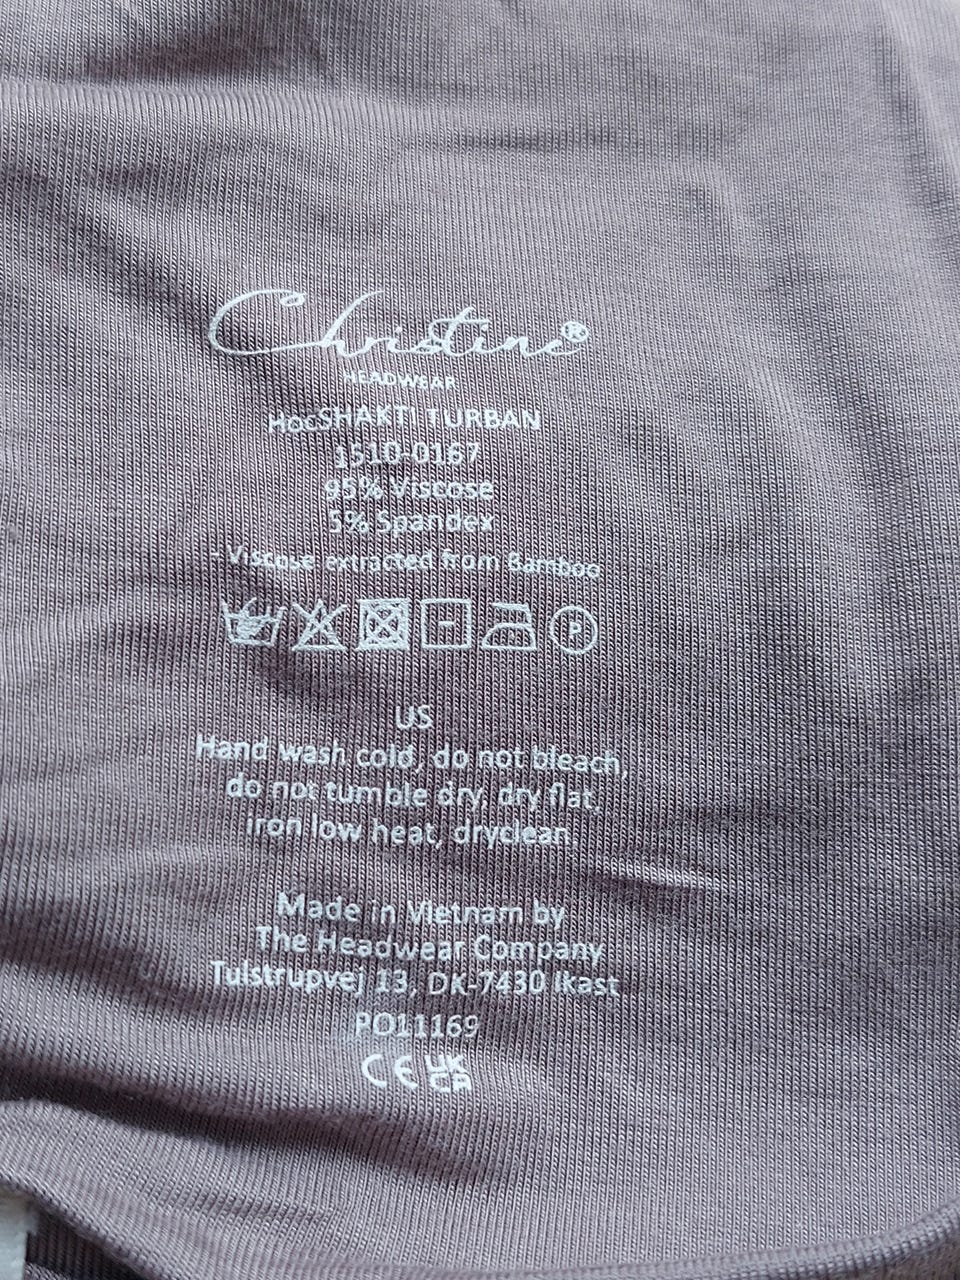 Christine®
HEADWEAR
HocSHAKTI TURBAN
1510-0167
95% Viscose
5% Spandex
- Viscose extracted from Bamboo
P
US
Hand wash cold, do not bleach,
do not tumble dry, dry flat,
iron low heat, dryclean
Made in Vietnam by
The Headwear Company
Tulstrupvej 13, DK-7430 Ikast
PO11169
CE UKCA